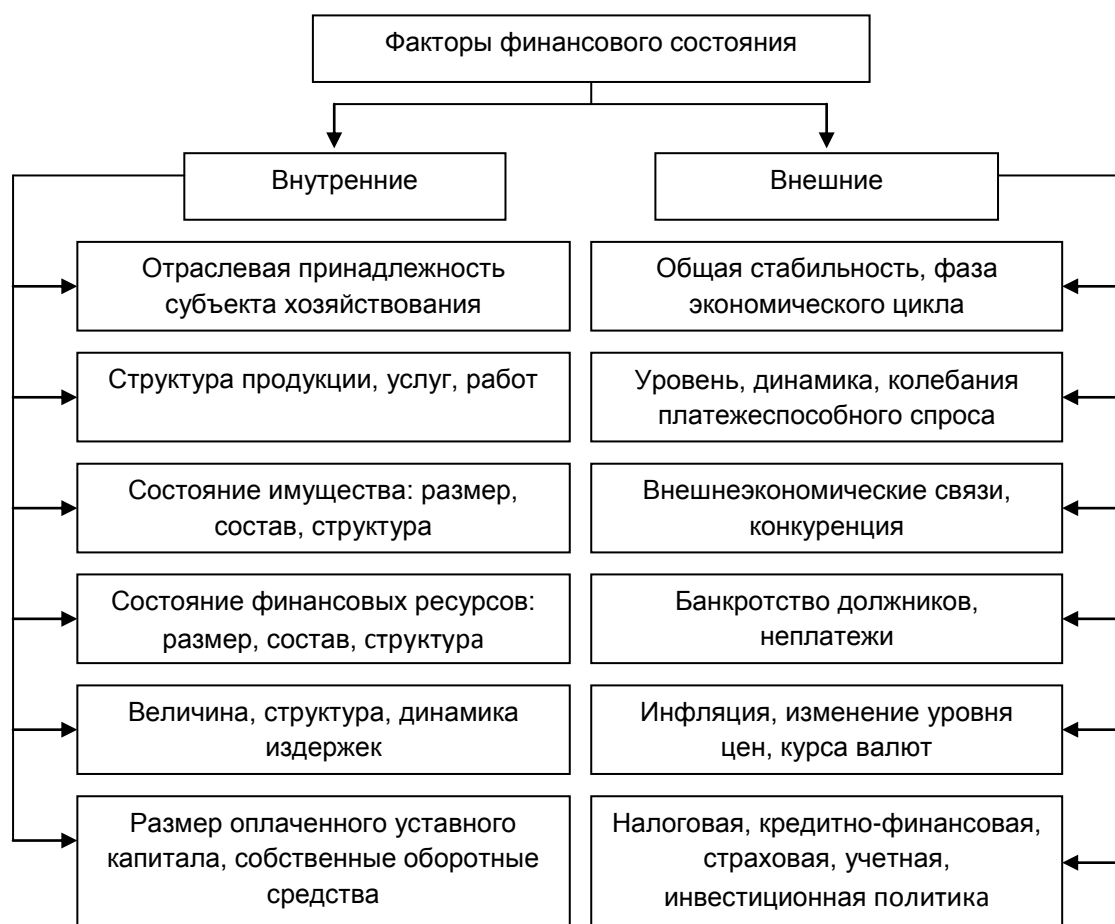 Факторы финансового состояния
Внутренние
Внешние
Отраслевая принадлежность
субъекта хозяйствования
Общая стабильность, фаза
экономического цикла
Структура продукции, услуг, работ
Уровень, динамика, колебания
платежеспособного спроса
Состояние имущества: размер,
состав, структура
Внешнеэкономические связи,
конкуренция
Состояние финансовых ресурсов:
размер, состав, структура
Банкротство должников,
неплатежи
Величина, структура, динамика
издержек
Инфляция, изменение уровня
цен, курса валют
Размер оплаченного уставного
капитала, собственные оборотные
средства
Налоговая, кредитно-финансовая,
страховая, учетная,
инвестиционная политика